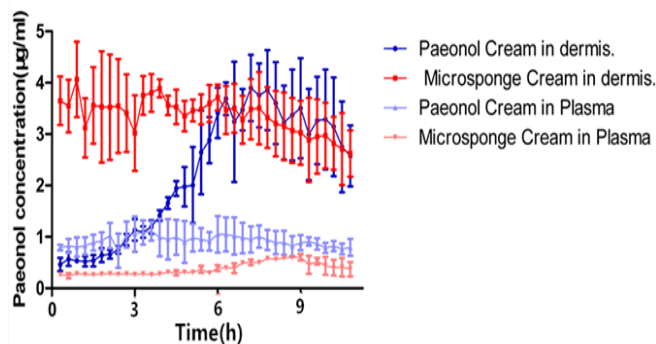 Paeonol concentration(μg/ml)
5
4
3
2
1
0
0 3 6 9
Time(h)
Paeonol Cream in dermis.
Microsponge Cream in dermis.
Paeonol Cream in Plasma
Microsponge Cream in Plasma